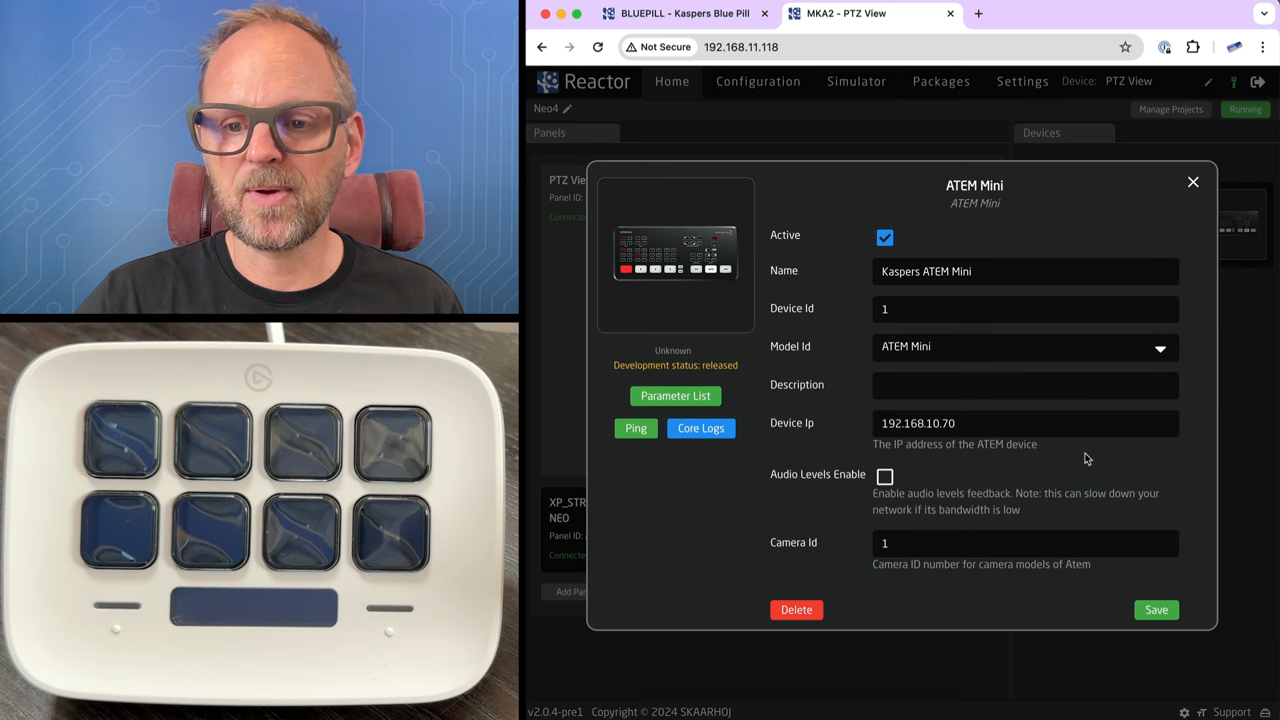 BLUEPILL - Kaspers Blue Pill
MKA2 - PTZ View
Not Secure
192.168.11.118
Reactor
Home
Configuration
Simulator
Packages
Settings
Device: PTZ View
Neo4
Manage Projects
Running
Panels
Devices
PTZ Vie
Panel ID:
Connecte
XP_STR
NEO
Panel ID:
Connecte
Add Pan
ATEM Mini
ATEM Mini
Active
Name
Kaspers ATEM Mini
Device Id
1
Model Id
ATEM Mini
Description
Device Ip
192.168.10.70
The IP address of the ATEM device
Audio Levels Enable
Enable audio levels feedback. Note: this can slow down your
network if its bandwidth is low
Camera Id
1
Camera ID number for camera models of Atem
Unknown
Development status: released
Parameter List
Ping
Core Logs
Delete
Save
v2.0.4-pre1
Copyright © 2024 SKAARHOJ
Support